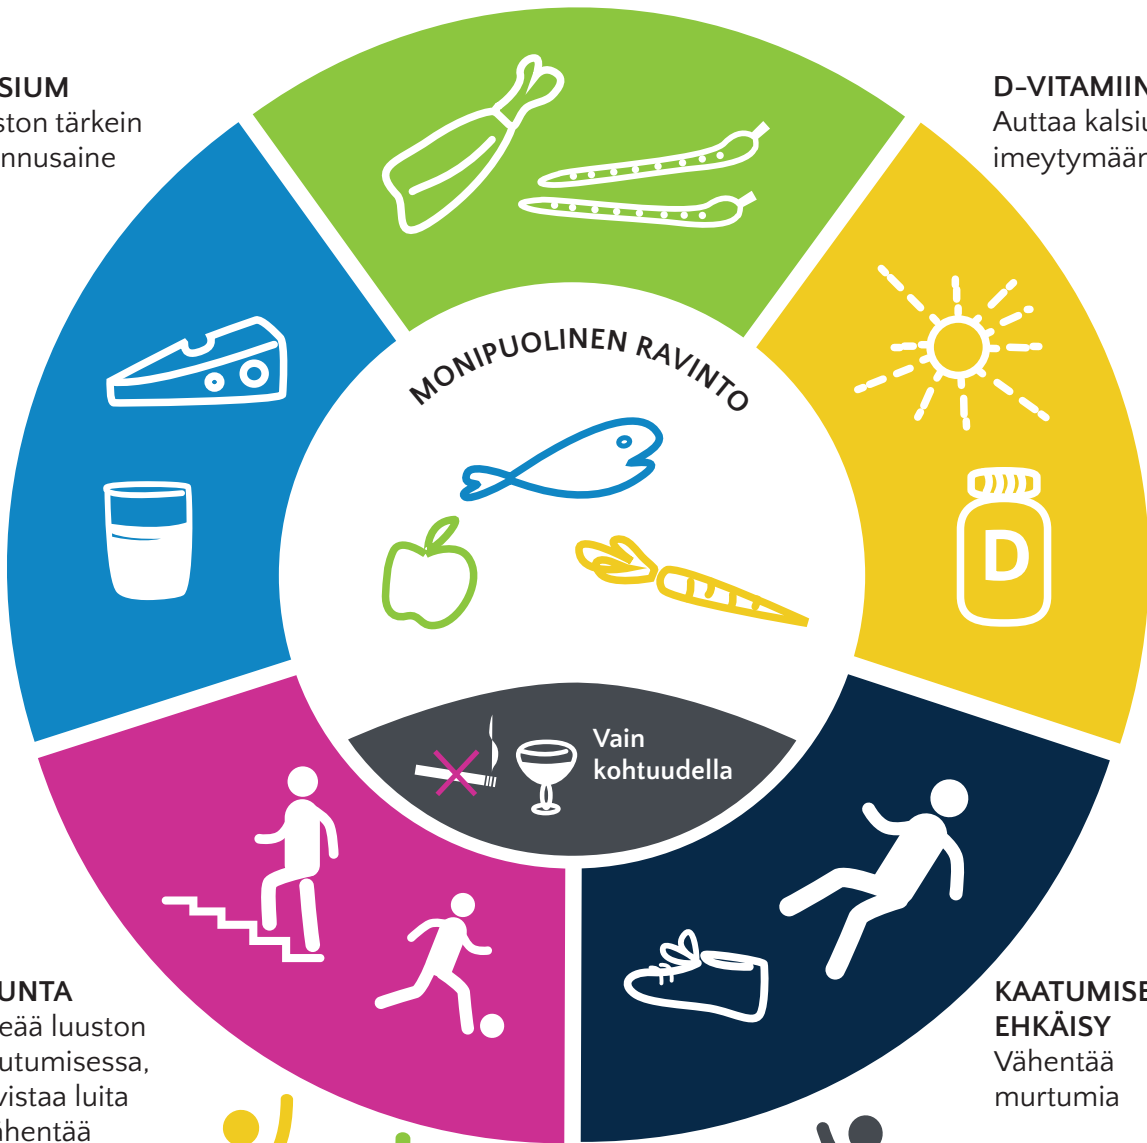 SIUM
ston tärkein
nnusaine
D-VITAMIIN
Auttaa kalsiu
imeytymään
MONIPUOLINEN RAVINTO
D
Vain
kohtuudella
UNTA
eää luuston
utumisessa,
vistaa luita
ähentää
KAATUMISE
EHKÄISY
Vähentää
murtumia